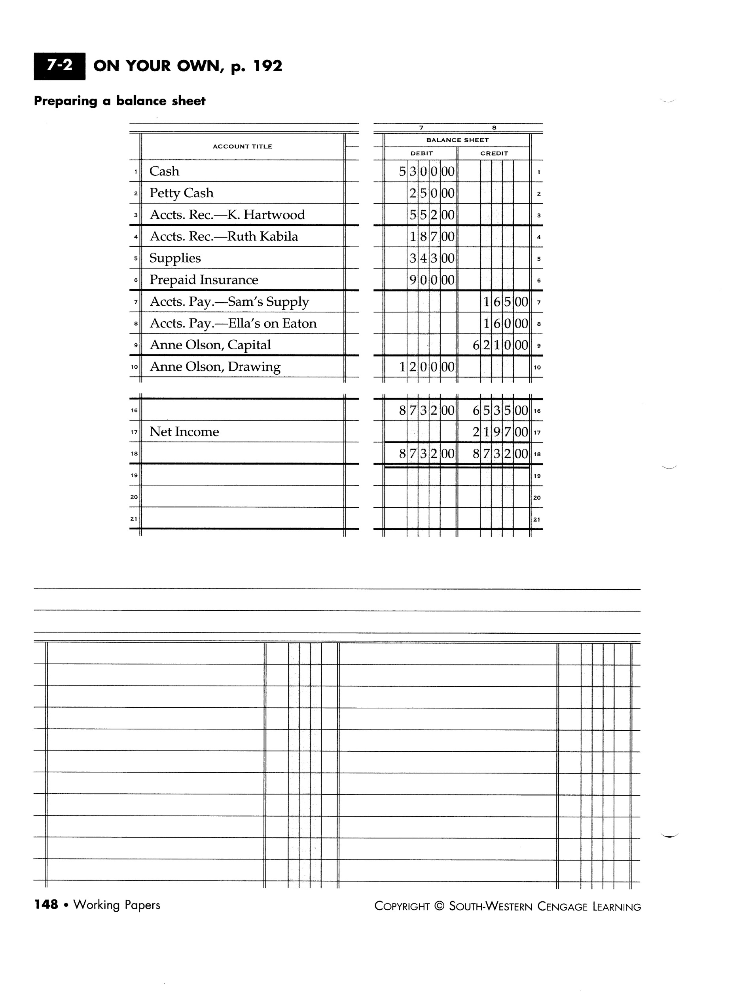 7-2 ON YOUR OWN, p. 192
Preparing a balance sheet
7 8
ACCOUNT TITLE BALANCE SHEET
DEBIT CREDIT
1 Cash 5300 00 1
2 Petty Cash 250 00 2
3 Accts. Rec.—K. Hartwood 552 00 3
4 Accts. Rec.—Ruth Kabila 187 00 4
5 Supplies 343 00 5
6 Prepaid Insurance 900 00 6
7 Accts. Pay.—Sam's Supply 165 00 7
8 Accts. Pay.—Ella's on Eaton 160 00 8
9 Anne Olson, Capital 6210 00 9
10 Anne Olson, Drawing 1200 00 10
16 8732 00 6535 00 16
17 Net Income 2197 00 17
18 8732 00 8732 00 18
19 19
20 20
21 21
148 • Working Papers COPYRIGHT © SOUTH-WESTERN CENGAGE LEARNING